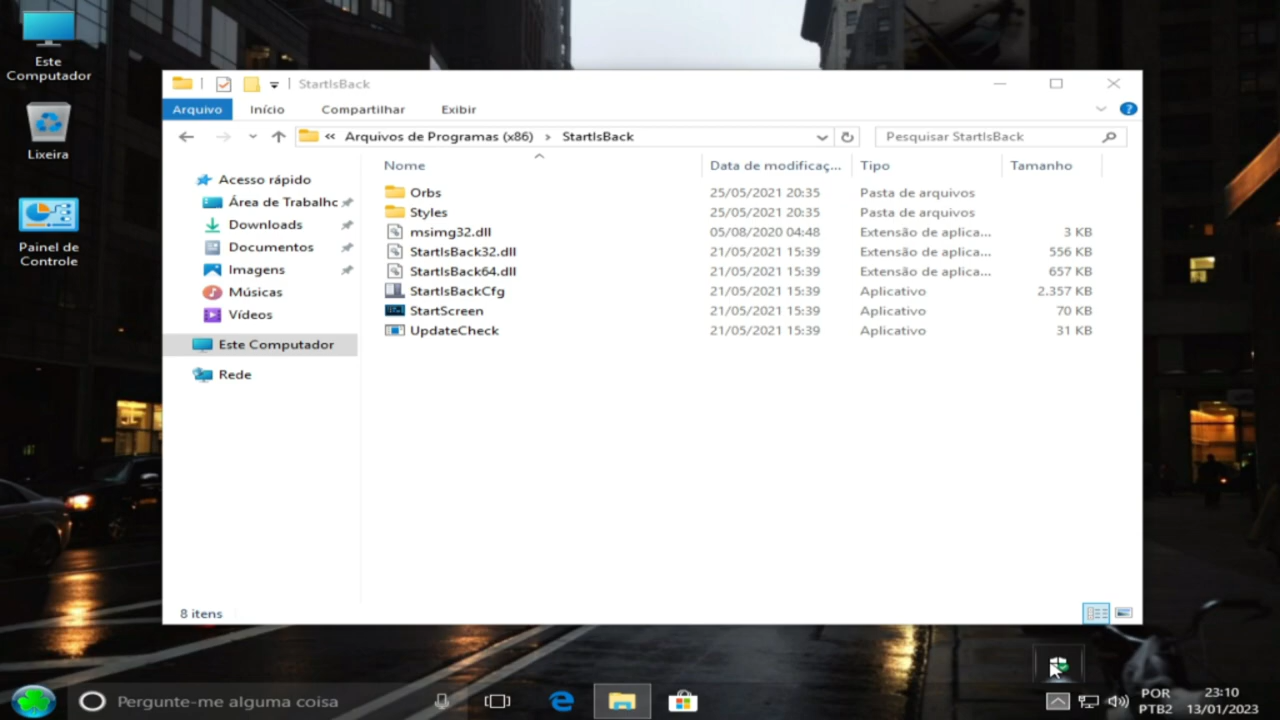 Este
Computador
Lixeira
Painel de
Controle
StartIsBack
Arquivo Início Compartilhar Exibir
« Arquivos de Programas (x86) › StartIsBack
Pesquisar StartIsBack
Nome Data de modificaç... Tipo Tamanho
Acesso rápido
Área de Trabalhc
Downloads
Documentos
Imagens
Músicas
Vídeos
Este Computador
Rede
Orbs 25/05/2021 20:35 Pasta de arquivos
Styles 25/05/2021 20:35 Pasta de arquivos
msimg32.dll 05/08/2020 04:48 Extensão de aplica... 3 KB
StartIsBack32.dll 21/05/2021 15:39 Extensão de aplica... 556 KB
StartIsBack64.dll 21/05/2021 15:39 Extensão de aplica... 657 KB
StartIsBackCfg 21/05/2021 15:39 Aplicativo 2.357 KB
StartScreen 21/05/2021 15:39 Aplicativo 70 KB
UpdateCheck 21/05/2021 15:39 Aplicativo 31 KB
8 itens
Pergunte-me alguma coisa
POR
PTB2
23:10
13/01/2023